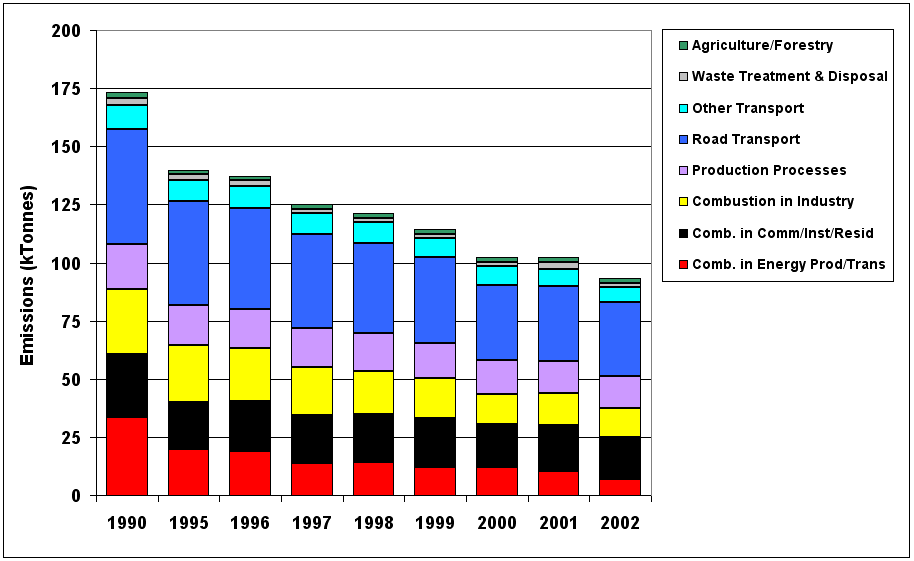 200
175
150
125
100
75
50
25
0
Emissions (kTonnes)
1990 1995 1996 1997 1998 1999 2000 2001 2002
Agriculture/Forestry
Waste Treatment & Disposal
Other Transport
Road Transport
Production Processes
Combustion in Industry
Comb. in Comm/Inst/Resid
Comb. in Energy Prod/Trans